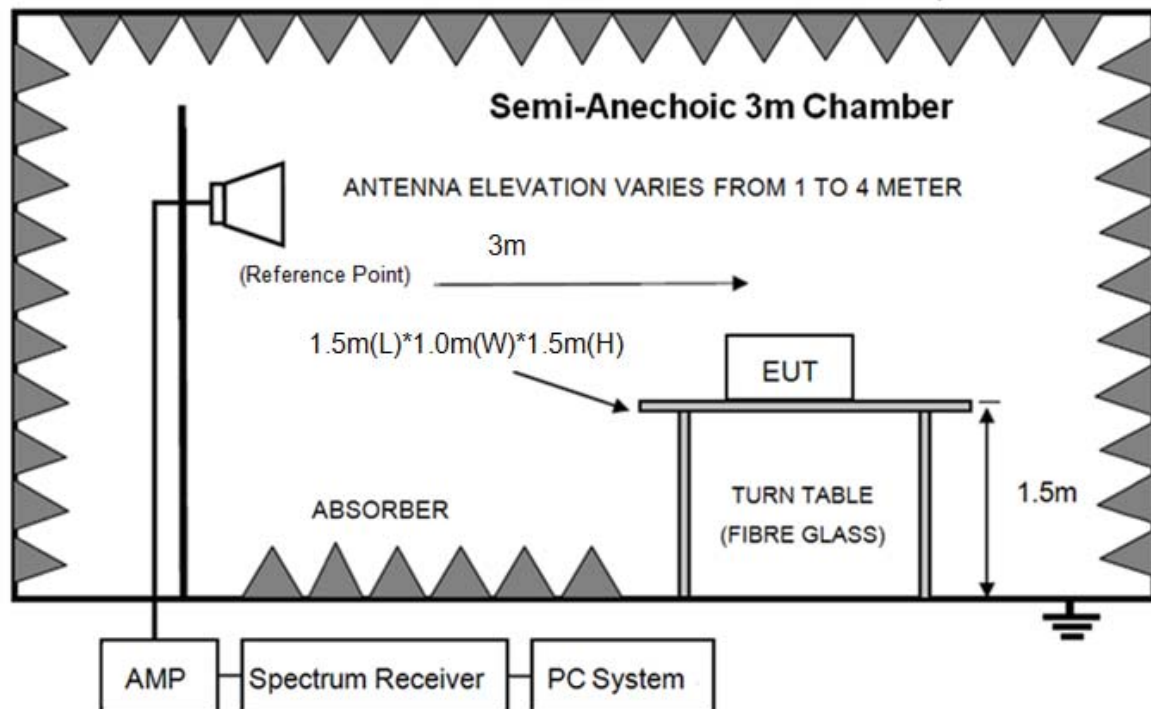 Semi-Anechoic 3m Chamber
ANTENNA ELEVATION VARIES FROM 1 TO 4 METER
3m
(Reference Point)
1.5m(L)*1.0m(W)*1.5m(H)
EUT
ABSORBER
TURN TABLE
(FIBRE GLASS)
1.5m
AMP
Spectrum Receiver
PC System